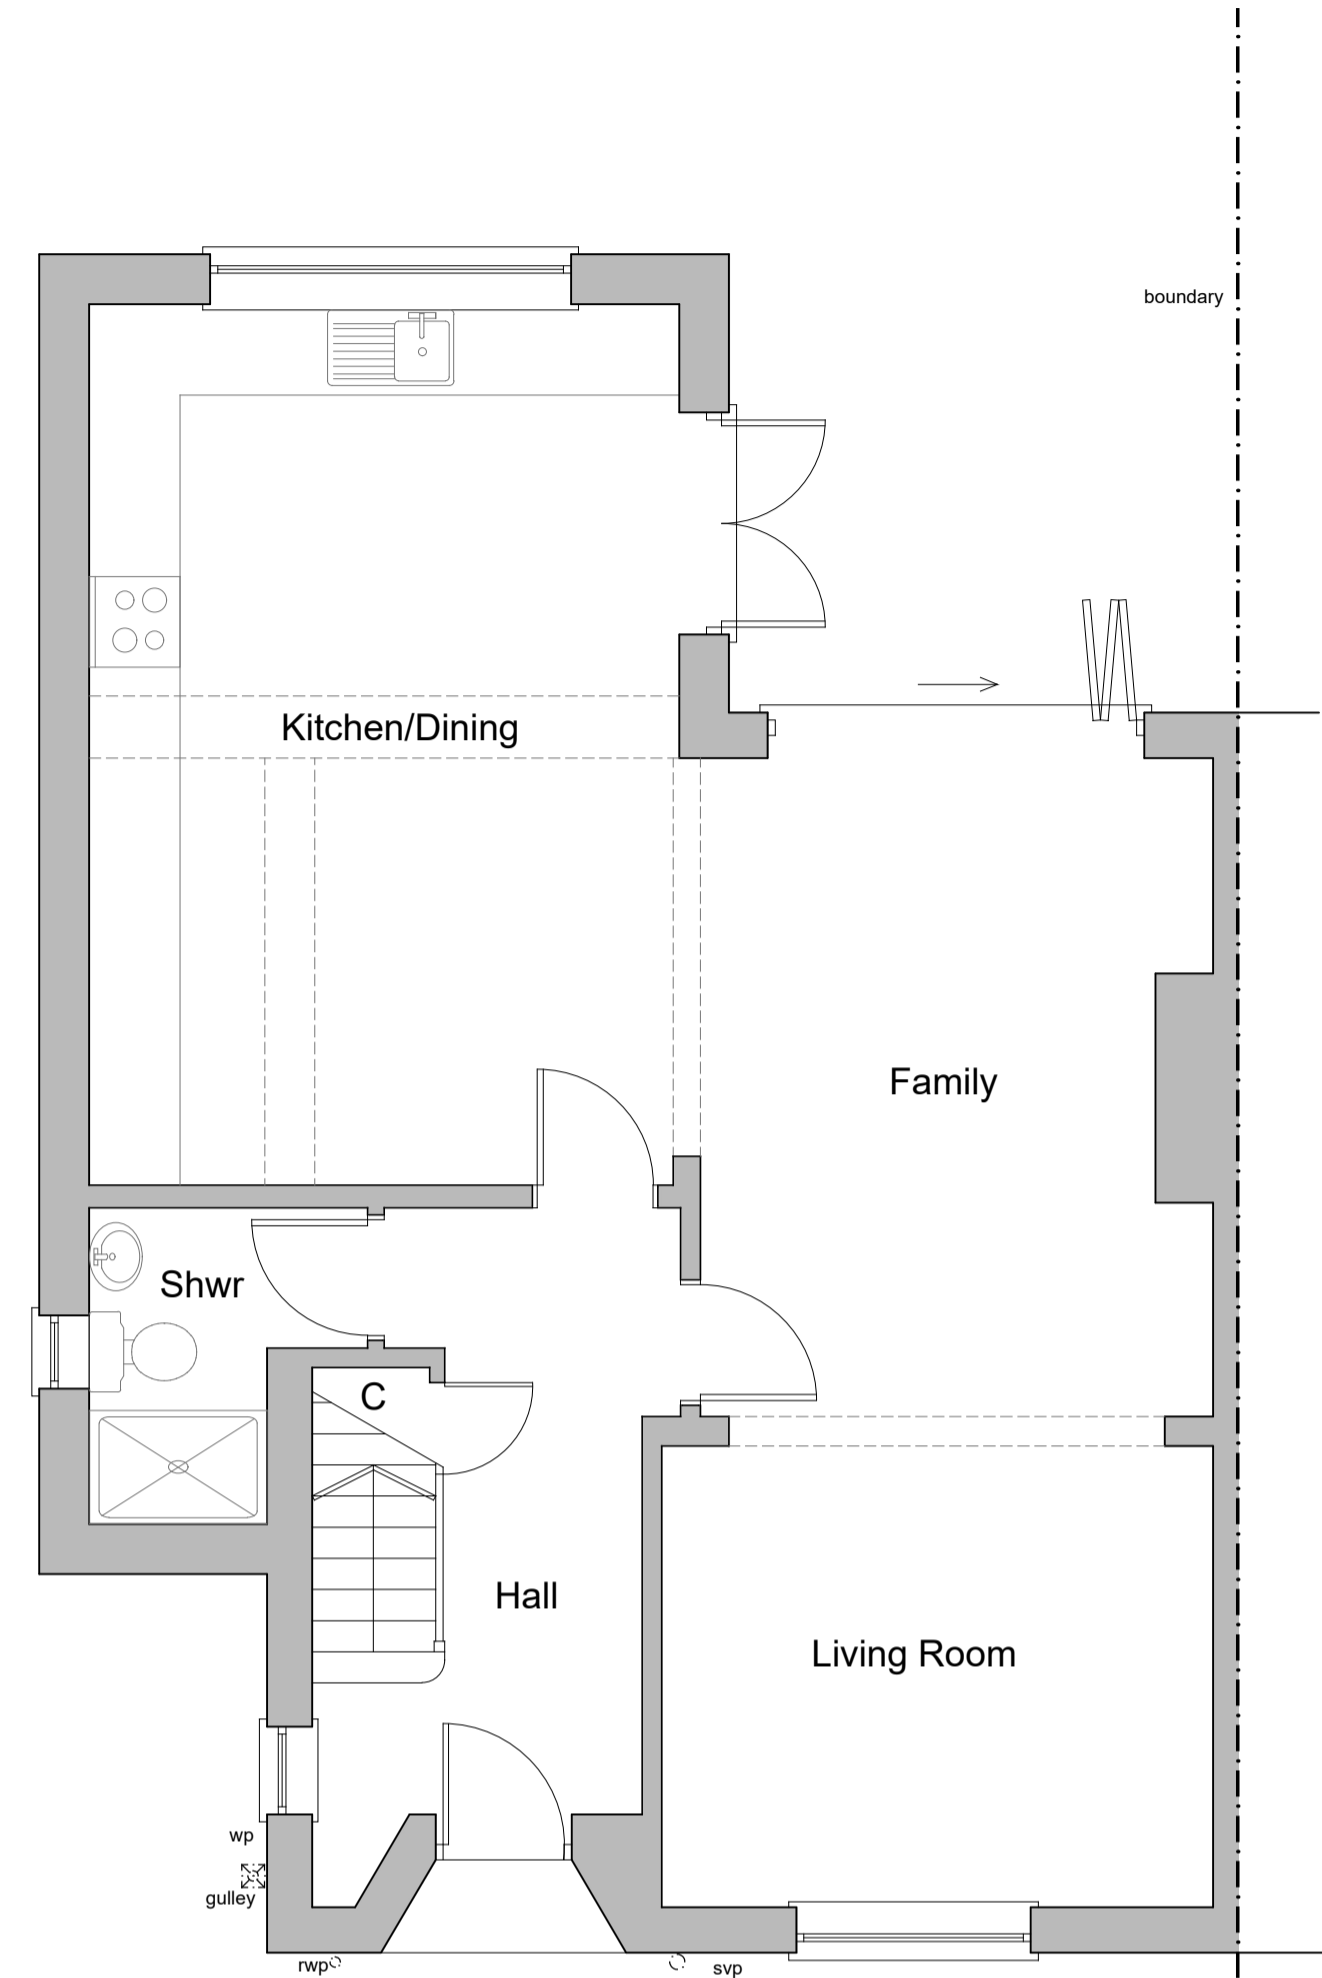 boundary
Kitchen/Dining
Family
Shwr
C
Hall
Living Room
wp
gulley
rwp
svp